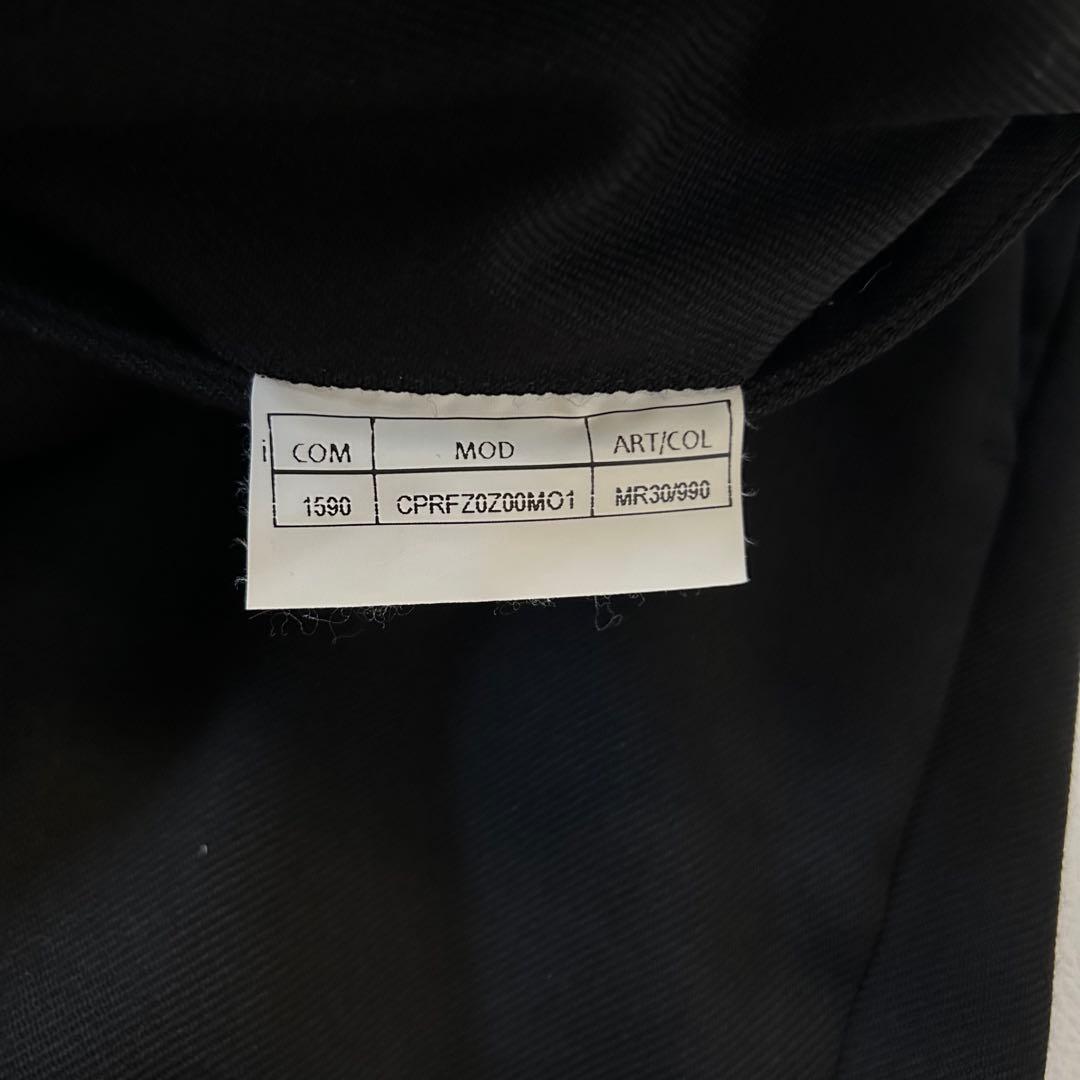 i COM MOD ART/COL
1590 CPRFZ0Z00MO1 MR30/990